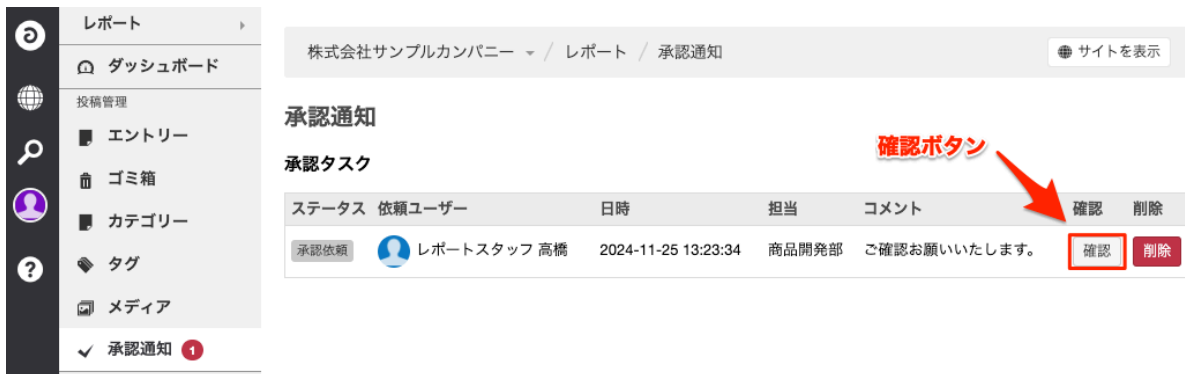 レポート
ダッシュボード
投稿管理
エントリー
ゴミ箱
カテゴリー
タグ
メディア
承認通知 1
株式会社サンプルカンパニー / レポート / 承認通知
サイトを表示
承認通知
確認ボタン
承認タスク
ステータス 依頼ユーザー 日時 担当 コメント 確認 削除
承認依頼 レポートスタッフ 高橋 2024-11-25 13:23:34 商品開発部 ご確認お願いいたします。 確認 削除